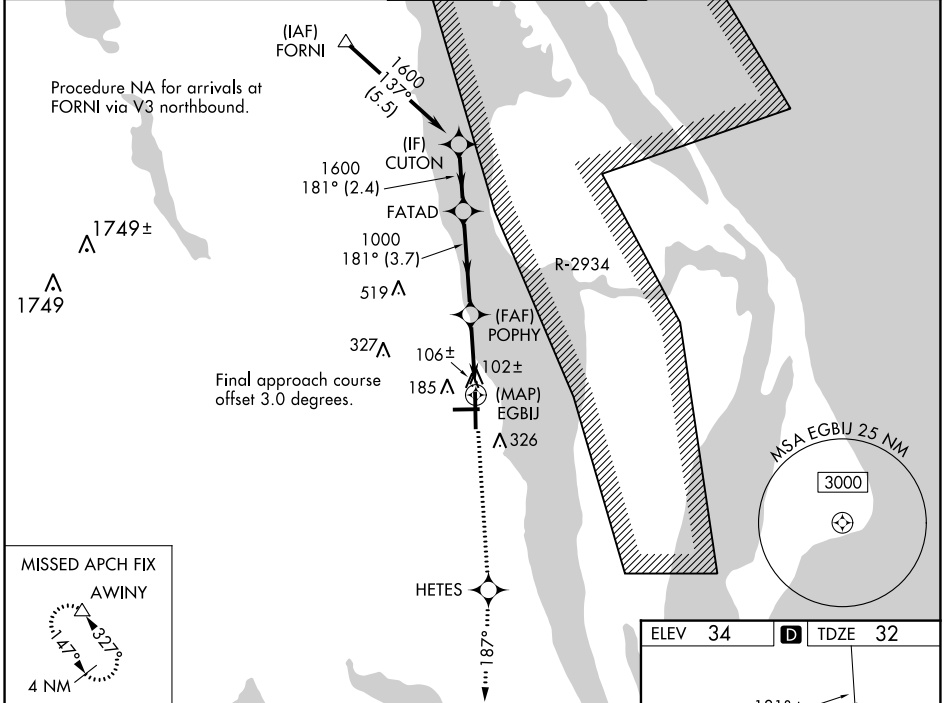 (IAF)
FORNI
1600
137°
(5.5)
Procedure NA for arrivals at
FORNI via V3 northbound.
(IF)
CUTON
1600
181° (2.4)
FATAD
1749±
1749
1000
181° (3.7)
R-2934
519
(FAF)
POPHY
327
106±
102±
Final approach course
offset 3.0 degrees.
185
(MAP)
EGBIJ
326
MSA EGBIJ 25 NM
3000
MISSED APCH FIX
AWINY
147°
327°
4 NM
HETES
187°
ELEV 34
D
TDZE 32